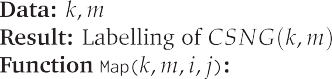 Data: k, m
Result: Labelling of CSNG(k, m)
Function Map(k, m, i, j):